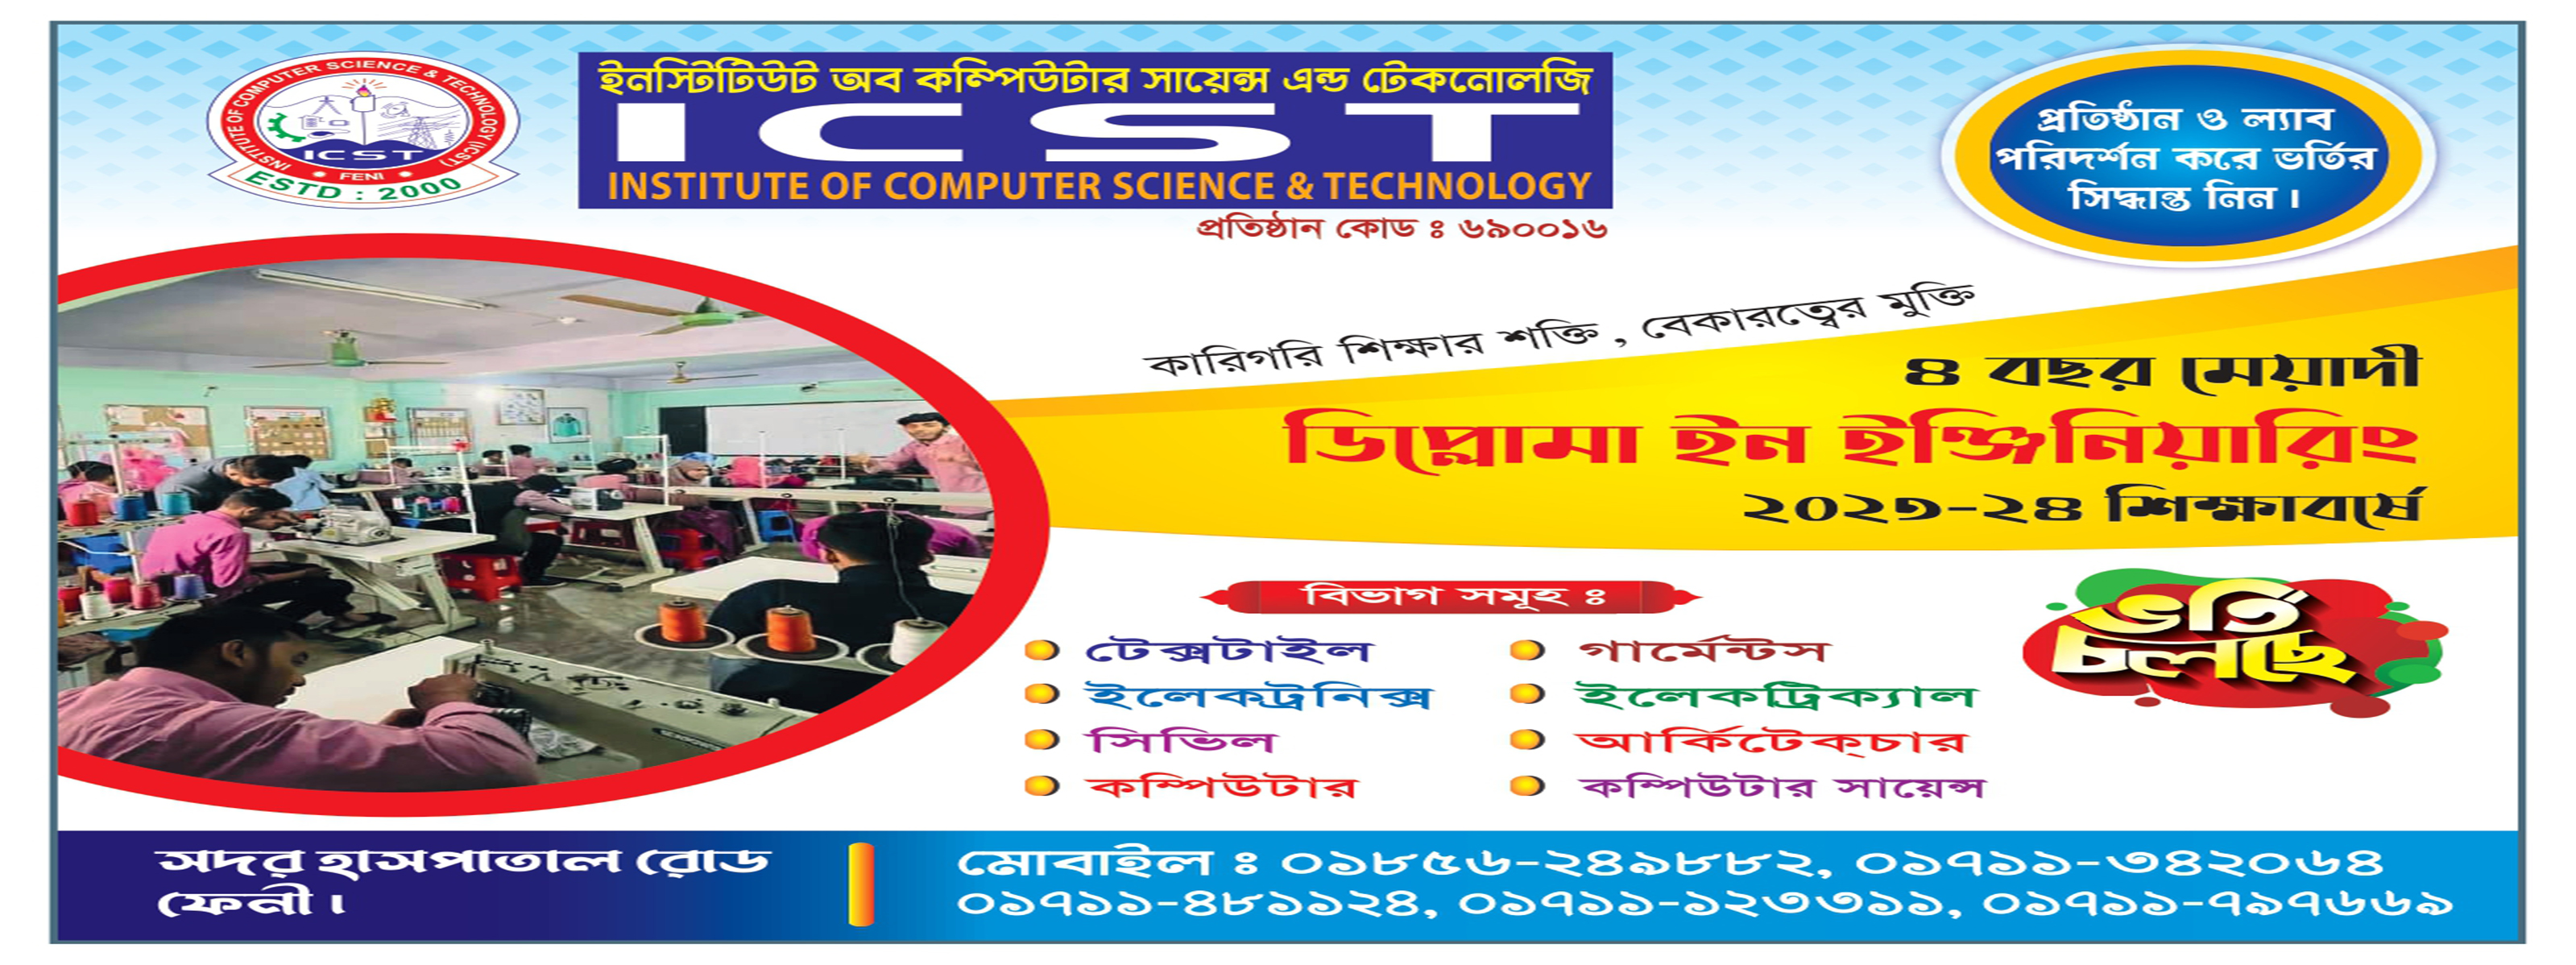 INSTITUTE OF COMPUTER SCIENCE & TECHNOLOGY (ICST)
ICST
FENI
ESTD : 2000
ইনস্টিটিউট অব কম্পিউটার সায়েন্স এন্ড টেকনোলজি
ICST
INSTITUTE OF COMPUTER SCIENCE & TECHNOLOGY
প্রতিষ্ঠান কোড ঃ ৬৯০০১৬
প্রতিষ্ঠান ও ল্যাব
পরিদর্শন করে ভর্তির
সিদ্ধান্ত নিন।
কারিগরি শিক্ষার শক্তি , বেকারত্বের মুক্তি
৪ বছর মেয়াদী
ডিপ্লোমা ইন ইঞ্জিনিয়ারিং
২০২৩-২৪ শিক্ষাবর্ষে
বিভাগ সমূহ ঃ
টেক্সটাইল
গার্মেন্টস
ইলেকট্রনিক্স
ইলেকট্রিক্যাল
সিভিল
আর্কিটেক্চার
কম্পিউটার
কম্পিউটার সায়েন্স
ভর্তি
চলছে
সদর হাসপাতাল রোড
ফেনী।
মোবাইল ঃ ০১৮৫৬-২৪৯৮৮২, ০১৭১১-৩৪২০৬৪
০১৭১১-৪৮১১২৪, ০১৭১১-১২৩৩১১, ০১৭১১-৭৯৭৬৬৯